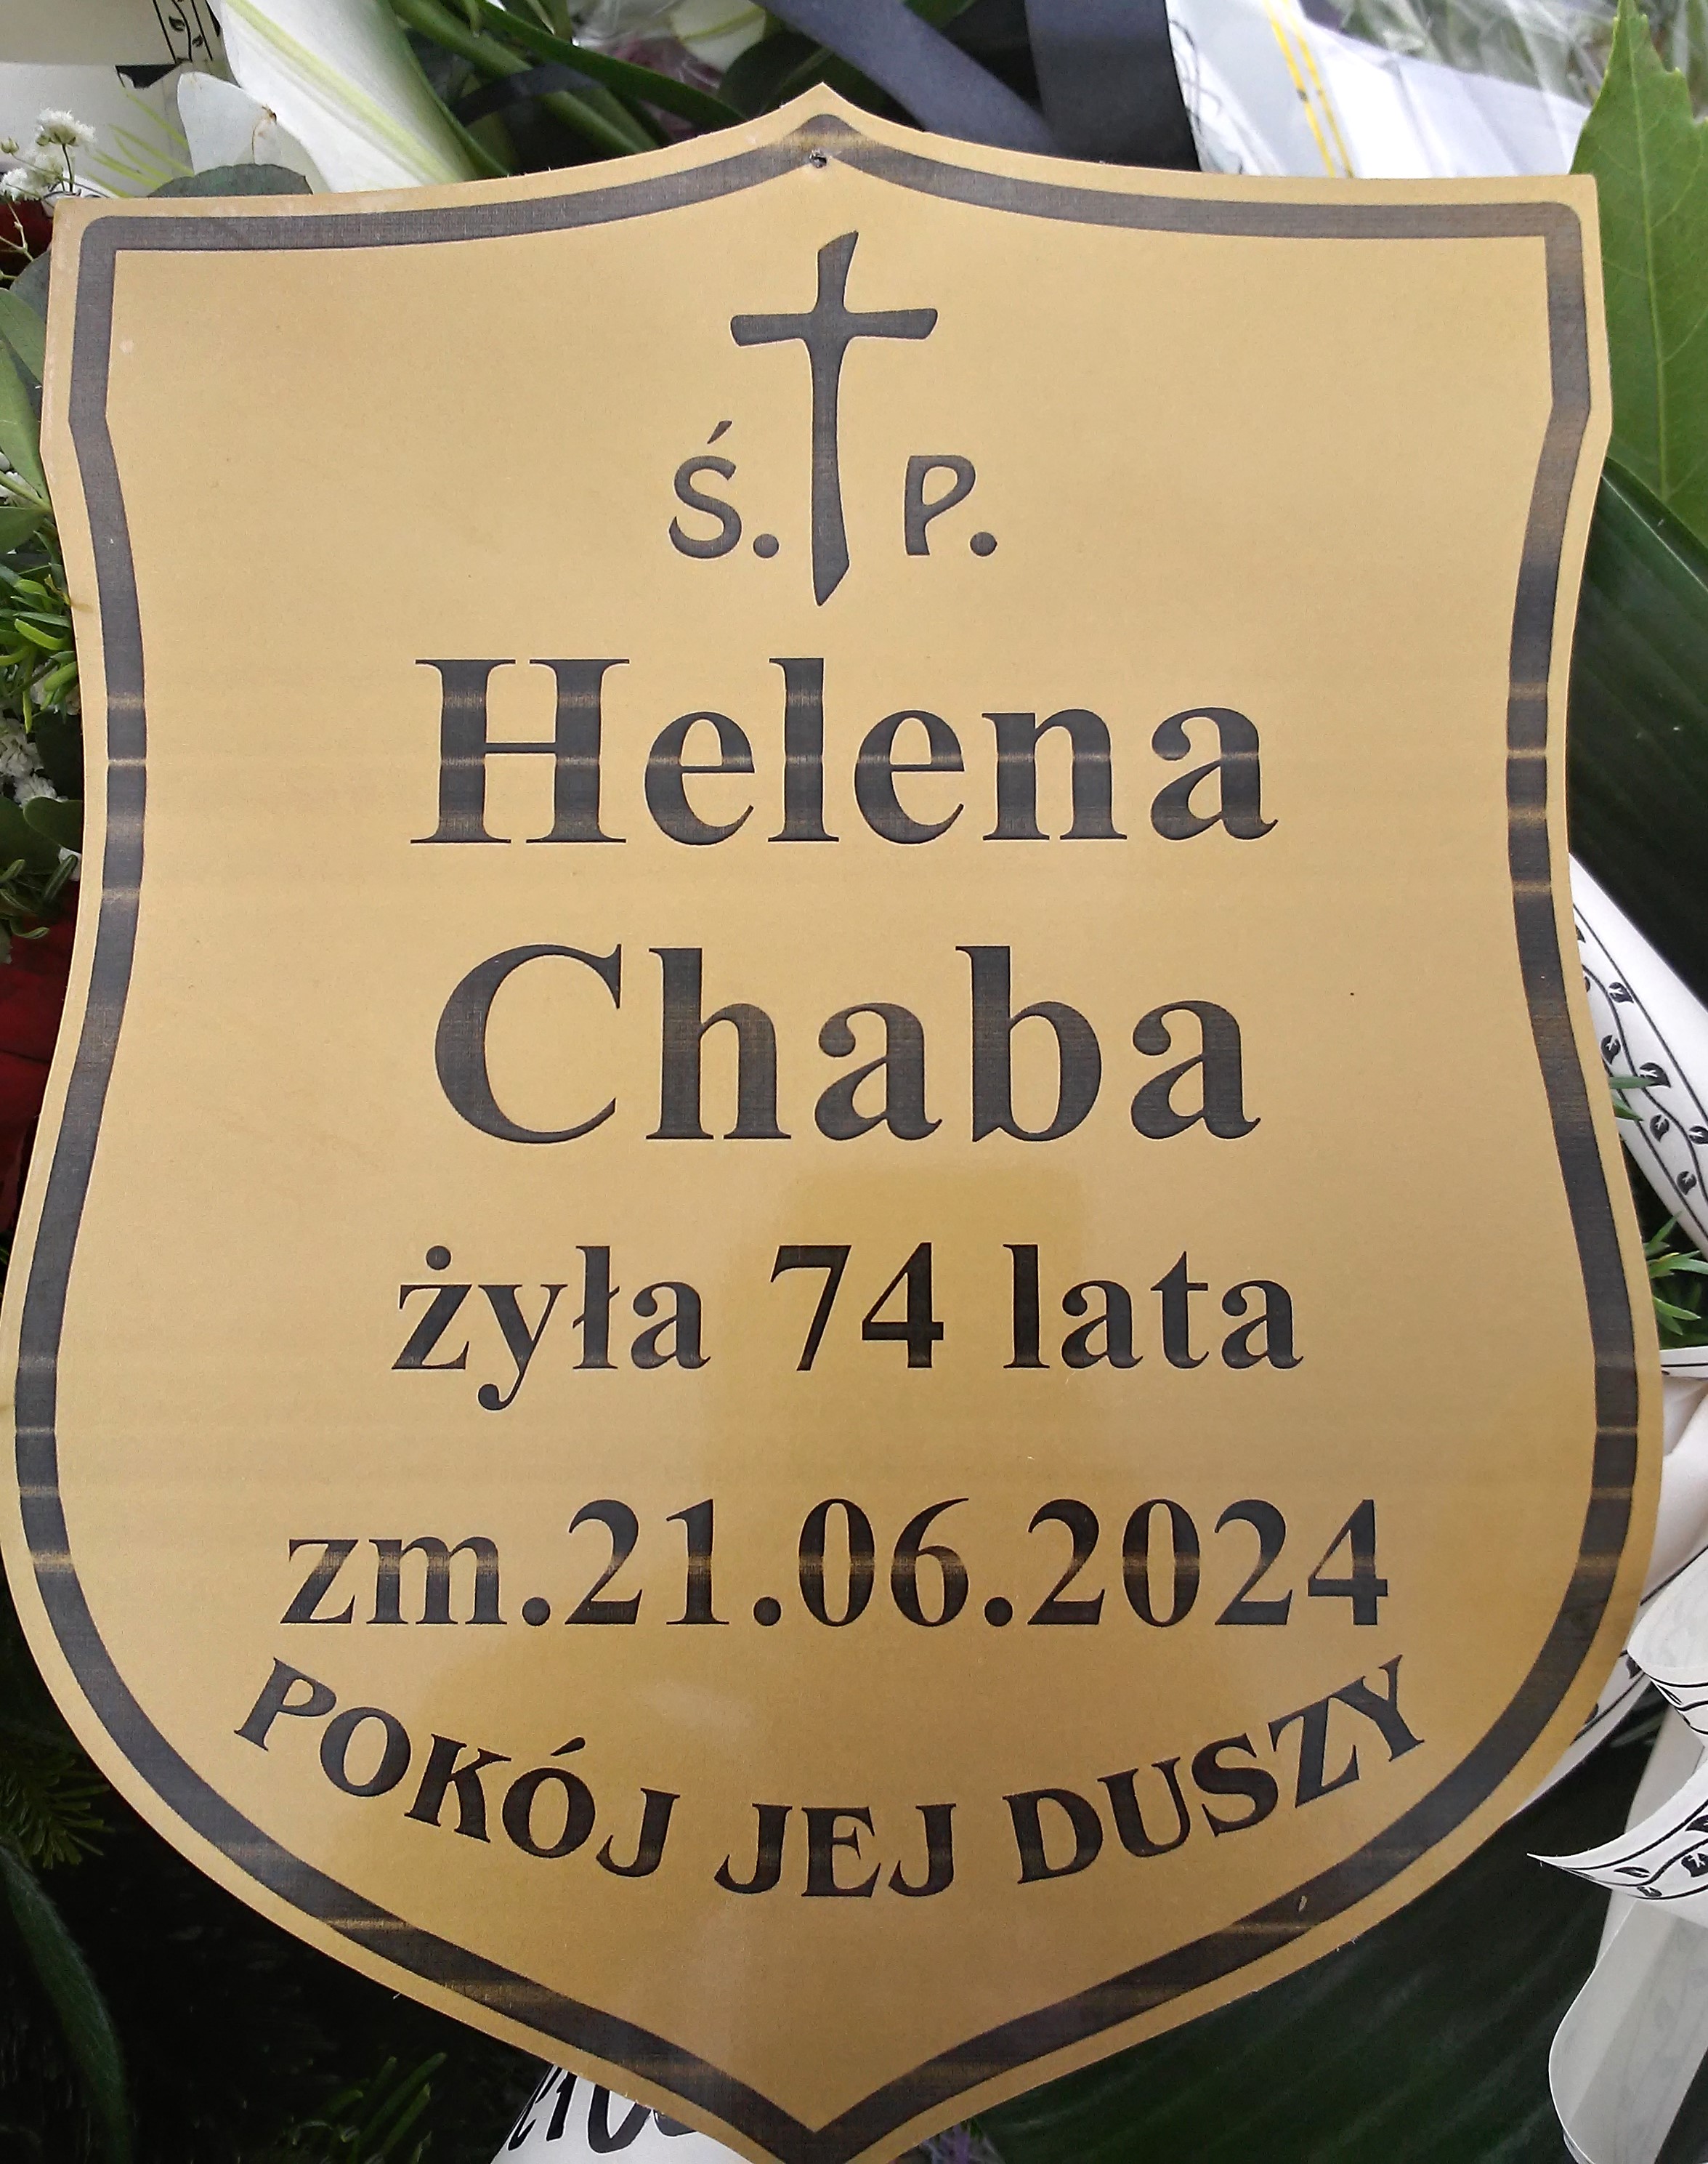 Ś. P.
Helena
Chaba
żyła 74 lata
zm.21.06.2024
POKÓJ JEJ DUSZY